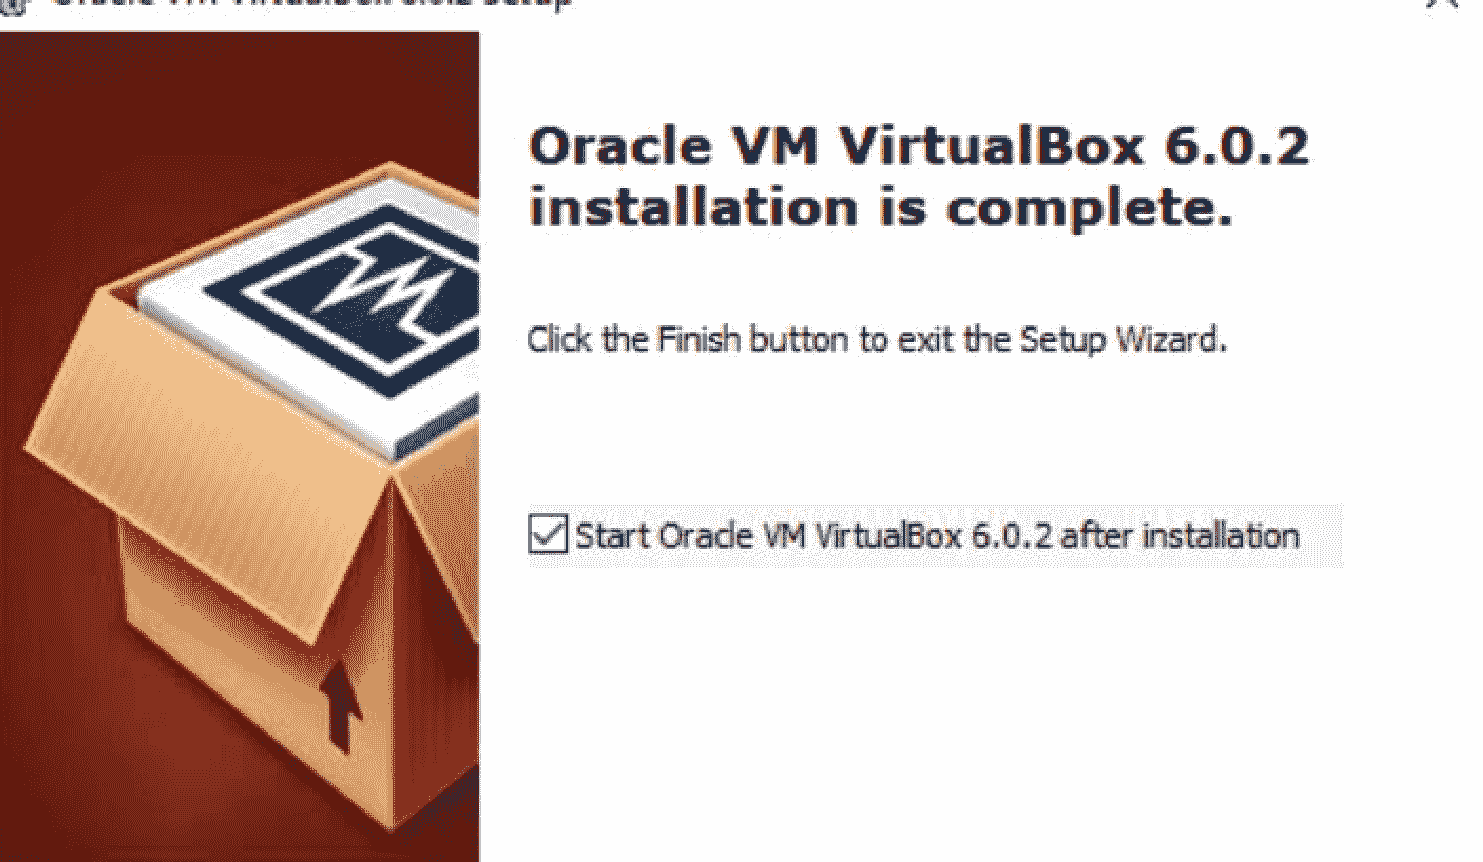 Oracle VM VirtualBox 6.0.2
installation is complete.
Click the Finish button to exit the Setup Wizard.
Start Oracle VM VirtualBox 6.0.2 after installation